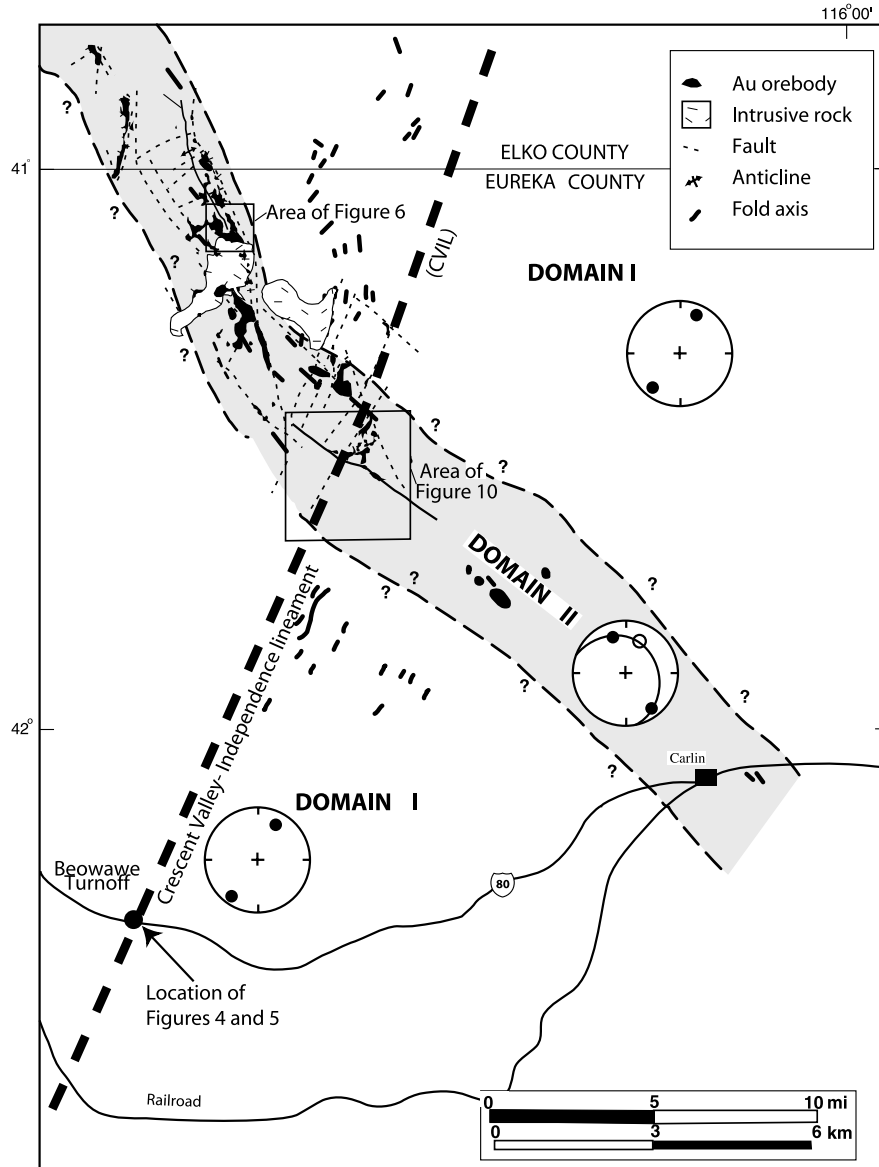 116°00'
Au orebody
Intrusive rock
Fault
Anticline
Fold axis
?
41°
ELKO COUNTY
EUREKA COUNTY
?
Area of Figure 6
?
(CVIL)
DOMAIN I
?
?
?
?
Area of
Figure 10
DOMAIN II
?
?
?
?
?
?
42°
Carlin
?
Crescent Valley- Independence lineament
DOMAIN I
Beowawe
Turnoff
80
Location of
Figures 4 and 5
Railroad
0 5 10 mi
0 3 6 km